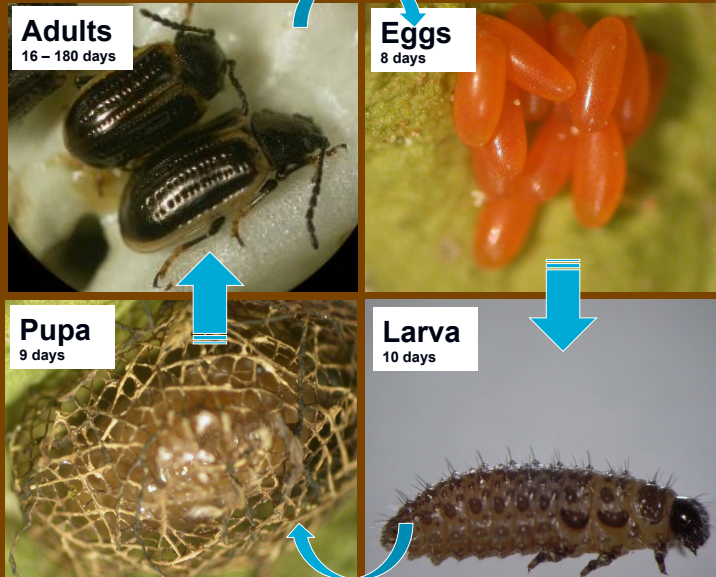 Adults
16 – 180 days
Eggs
8 days
Pupa
9 days
Larva
10 days